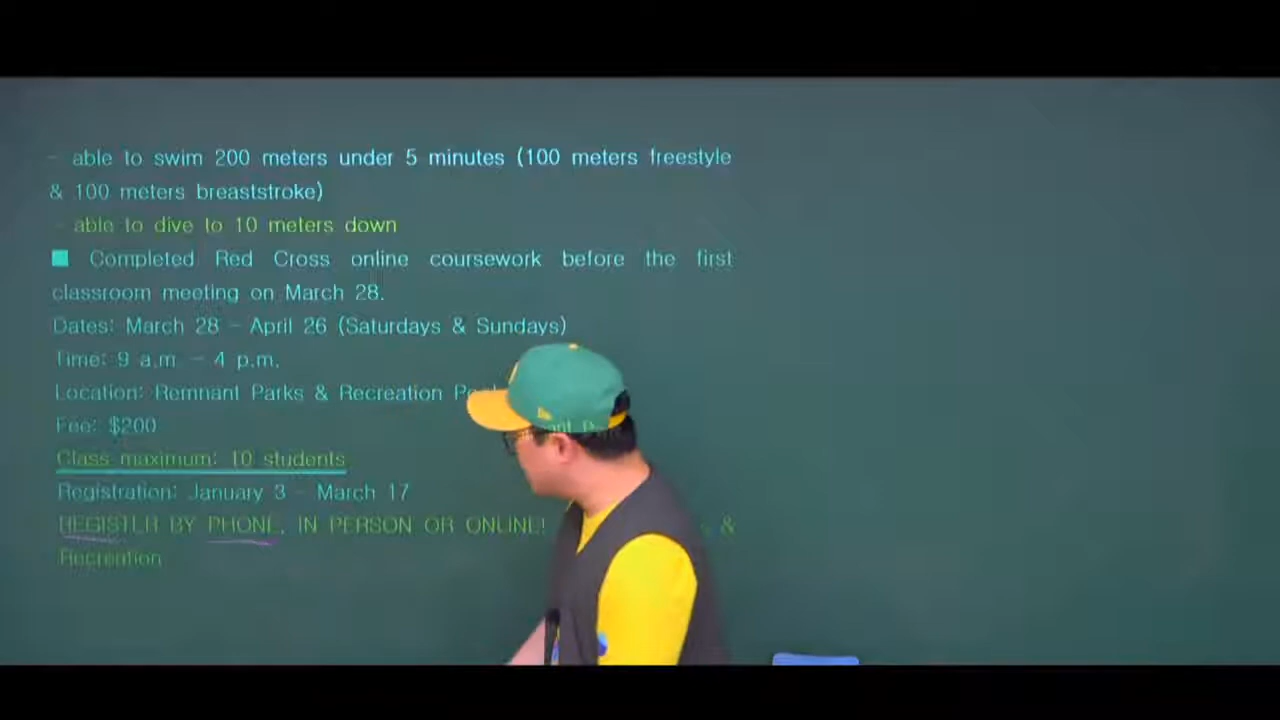 - able to swim 200 meters under 5 minutes (100 meters freestyle
& 100 meters breaststroke)
- able to dive to 10 meters down
■ Completed Red Cross online coursework before the first
classroom meeting on March 28.
Dates: March 28 - April 26 (Saturdays & Sundays)
Time: 9 a.m. - 4 p.m.
Location: Remnant Parks & Recreation
Fee: $200
Class maximum: 10 students
Registration: January 3 - March 17
REGISTER BY PHONE, IN PERSON OR ONLINE! &
Recreation